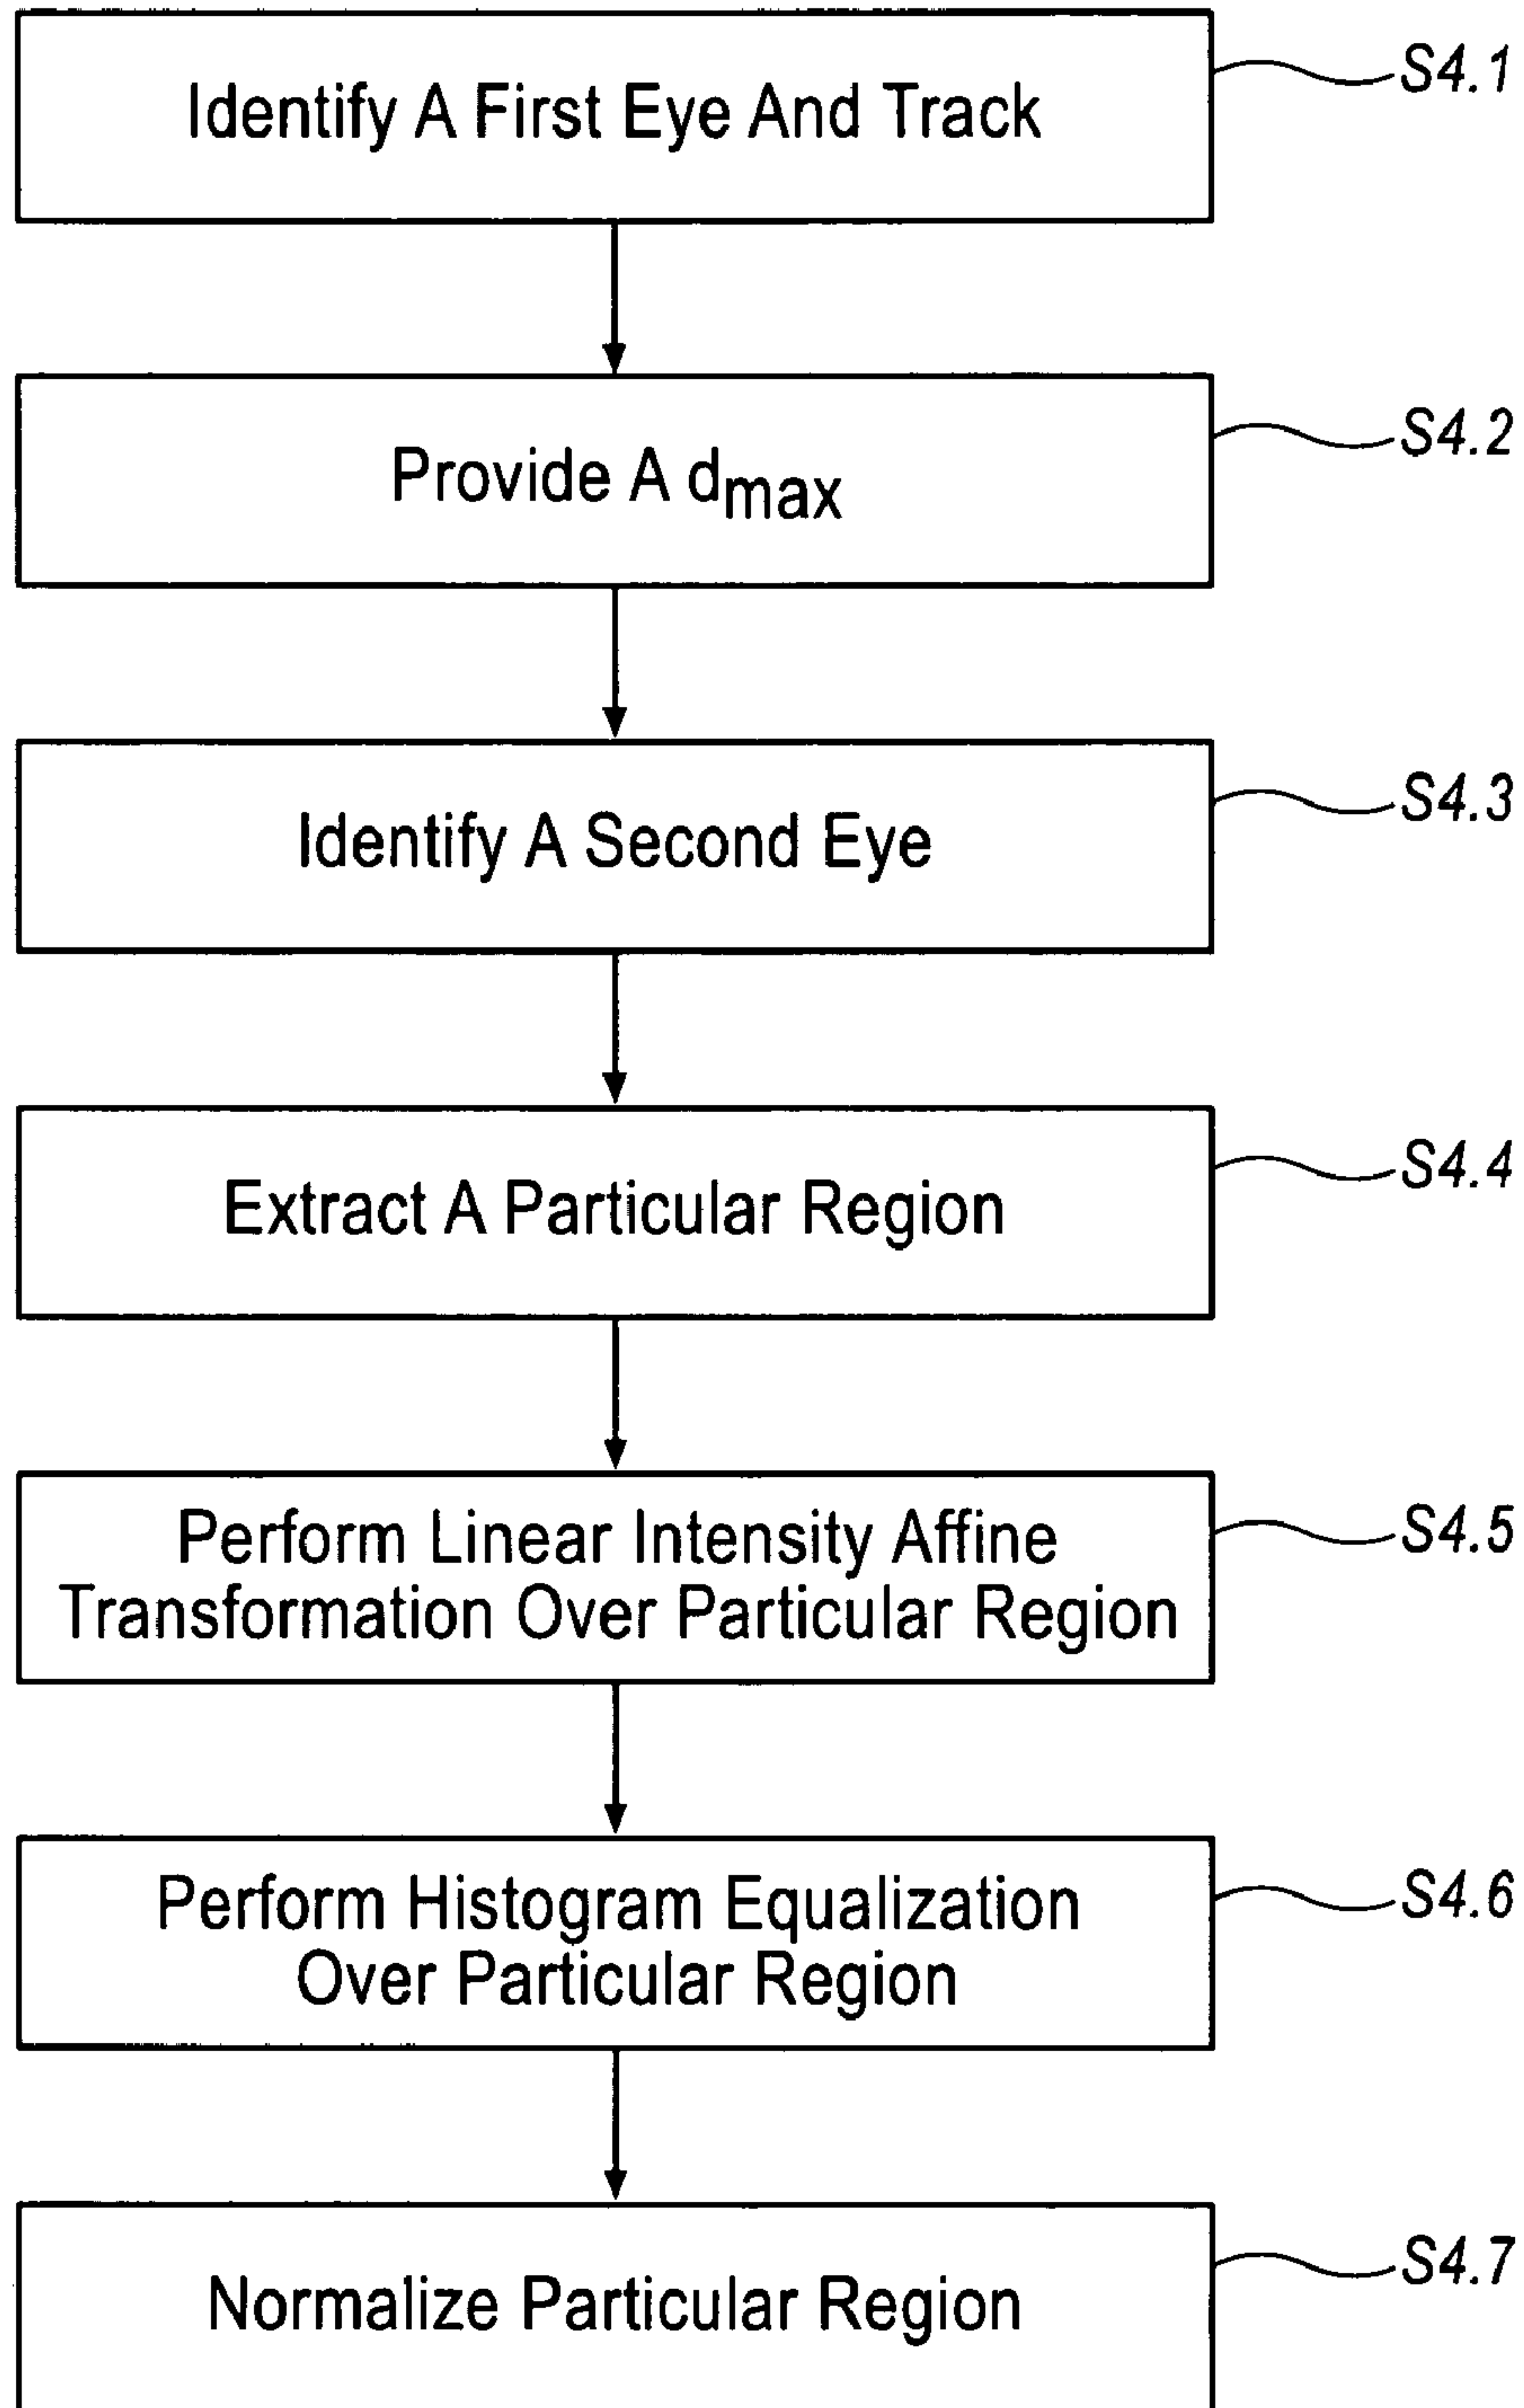 Identify A First Eye And Track
S4.1
Provide A dmax
S4.2
Identify A Second Eye
S4.3
Extract A Particular Region
S4.4
Perform Linear Intensity Affine
Transformation Over Particular Region
S4.5
Perform Histogram Equalization
Over Particular Region
S4.6
Normalize Particular Region
S4.7